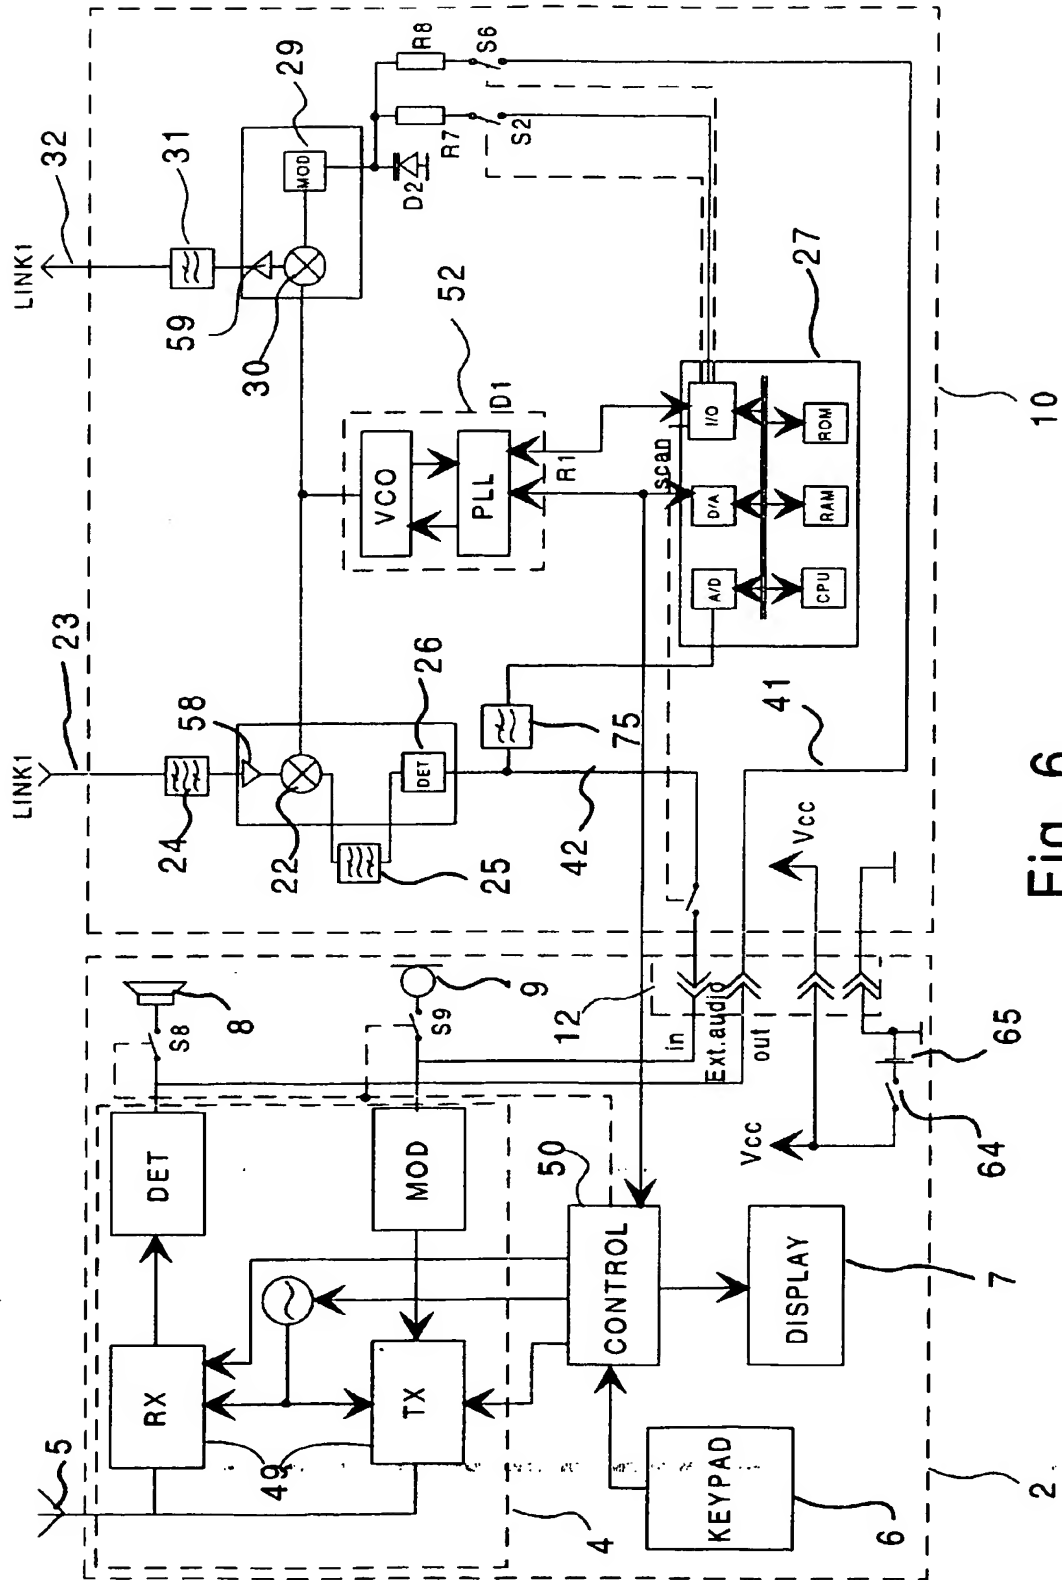 LINK1
23
24
58
22
25
DET
26
42
75
LINK1
32
31
59
30
MOD
29
D2
R7
R8
S2
S6
VCO
PLL
52
D1
R1
scan
A/D
D/A
I/O
CPU
RAM
ROM
27
41
10
5
RX
DET
S8
8
49
TX
MOD
S9
9
4
12
in
Ext.audio
out
Vcc
Vcc
64
65
50
CONTROL
KEYPAD
6
DISPLAY
7
2
Fig. 6